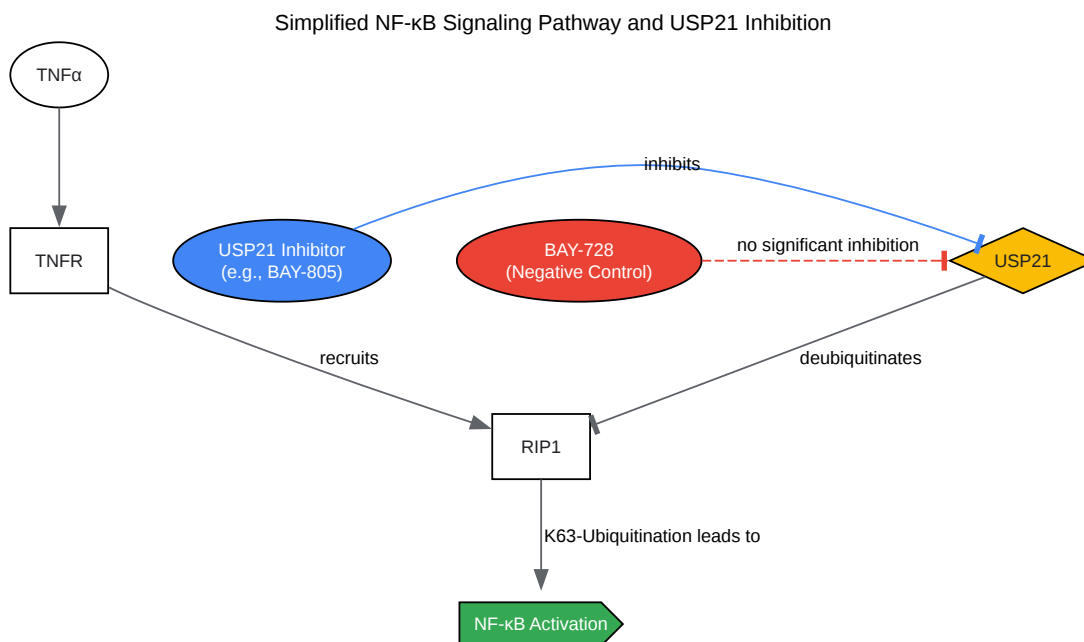 Simplified NF-κB Signaling Pathway and USP21 Inhibition
TNFα
inhibits
TNFR
USP21 Inhibitor
(e.g., BAY-805)
BAY-728
(Negative Control)
no significant inhibition
USP21
recruits
deubiquitinates
RIP1
K63-Ubiquitination leads to
NF-κB Activation